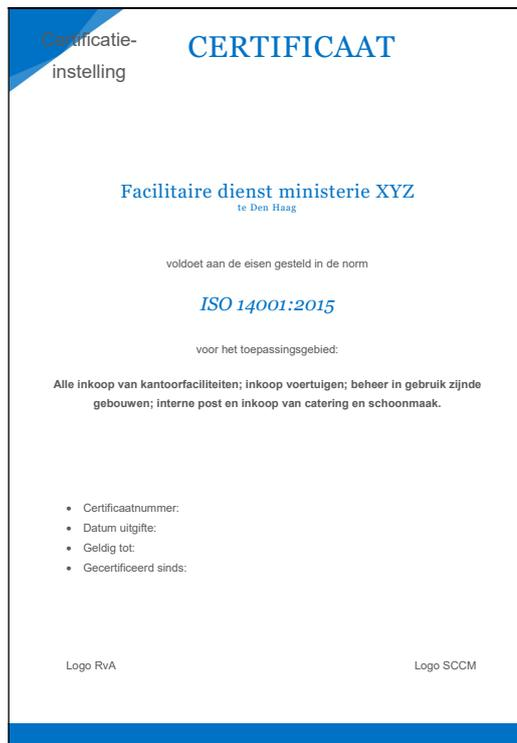 Certificatie-
instelling
CERTIFICAAT
Facilitaire dienst ministerie XYZ
te Den Haag
voldoet aan de eisen gesteld in de norm
ISO 14001:2015
voor het toepassingsgebied:
Alle inkoop van kantoorfaciliteiten; inkoop voertuigen; beheer in gebruik zijnde
gebouwen; interne post en inkoop van catering en schoonmaak.
• Certificaatnummer:
• Datum uitgifte:
• Geldig tot:
• Gecertificeerd sinds:
Logo RvA
Logo SCCM